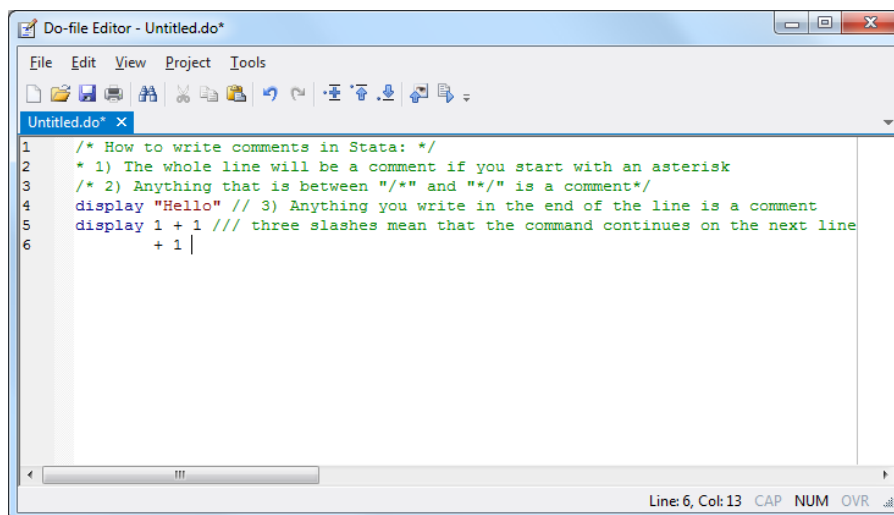 Do-file Editor - Untitled.do*
File Edit View Project Tools
Untitled.do* ×
1 /* How to write comments in Stata: */
2 * 1) The whole line will be a comment if you start with an asterisk
3 /* 2) Anything that is between "/*" and "*/" is a comment*/
4 display "Hello" // 3) Anything you write in the end of the line is a comment
5 display 1 + 1 /// three slashes mean that the command continues on the next line
6 + 1
Line: 6, Col: 13 CAP NUM OVR